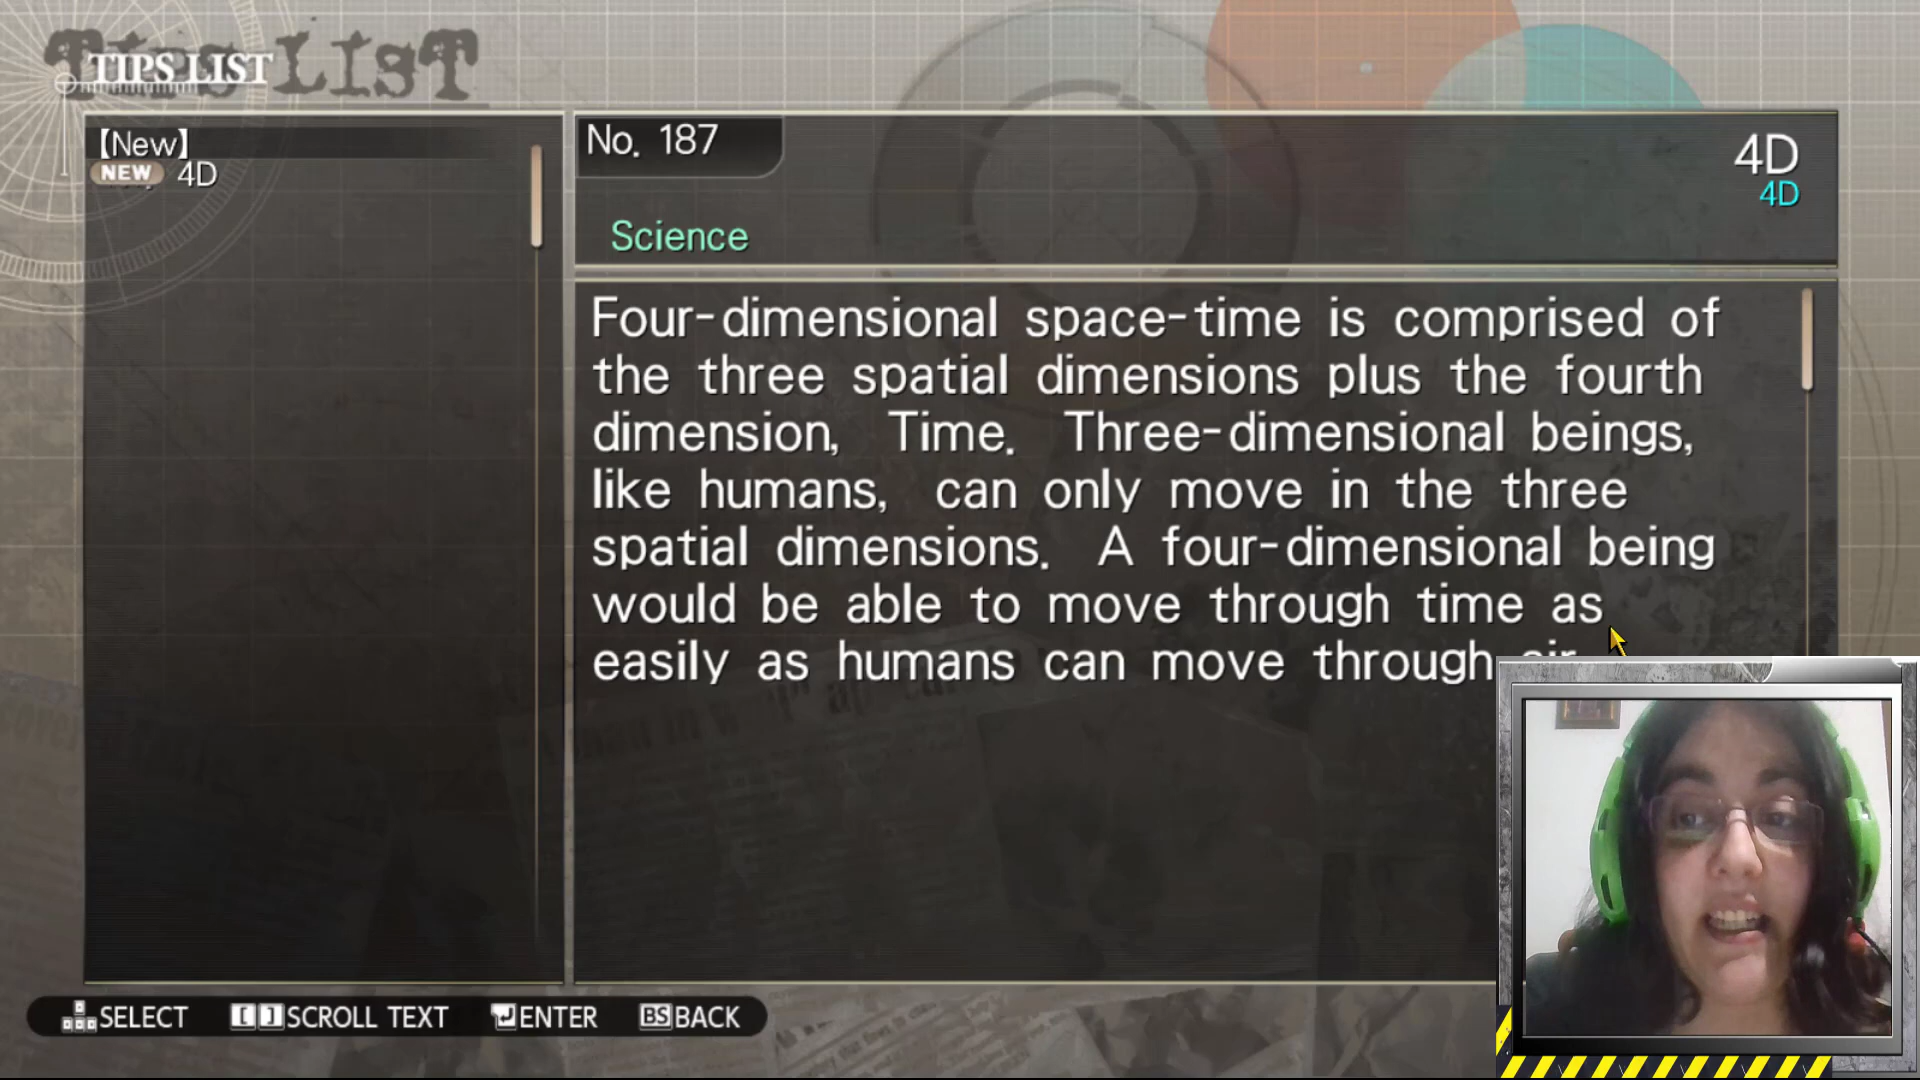 TIPS LIST
TIPS LIST
【New】
NEW 4D
No. 187
4D
4D
Science
Four-dimensional space-time is comprised of
the three spatial dimensions plus the fourth
dimension, Time. Three-dimensional beings,
like humans, can only move in the three
spatial dimensions. A four-dimensional being
would be able to move through time as
easily as humans can move through air.
SELECT [ ] SCROLL TEXT ENTER BS BACK